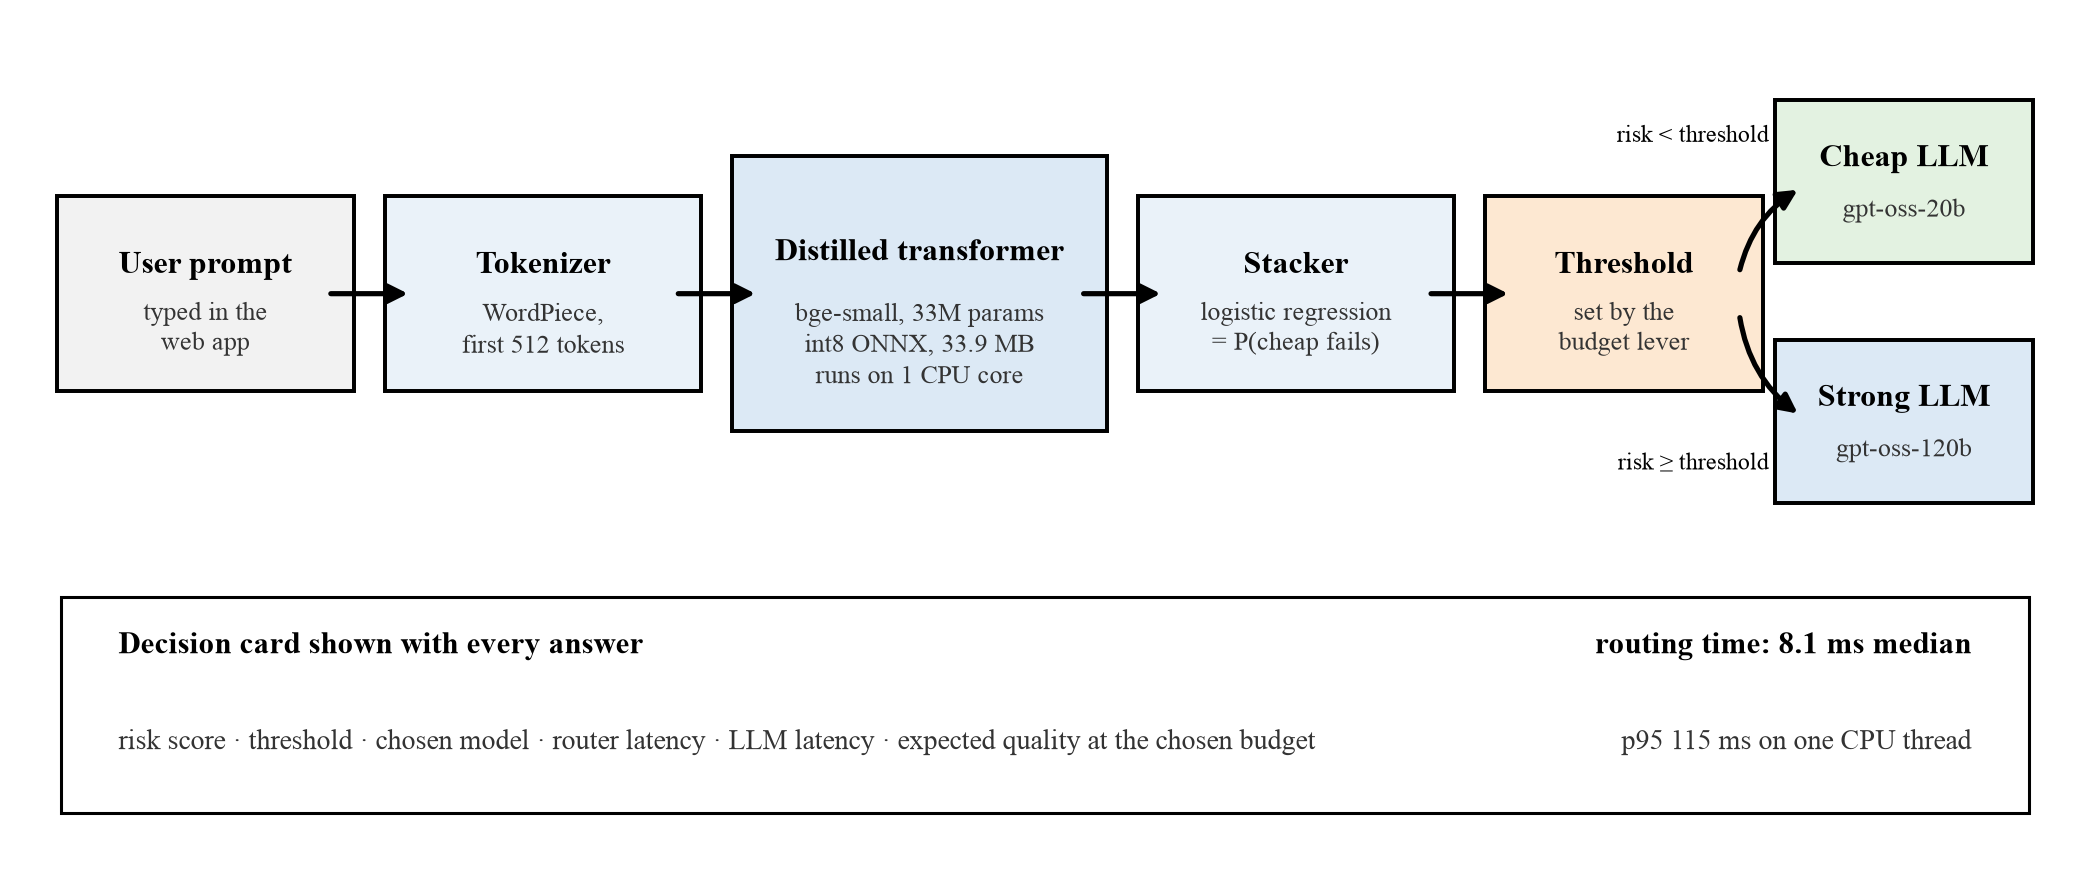 User prompt
typed in the
web app
Tokenizer
WordPiece,
first 512 tokens
Distilled transformer
bge-small, 33M params
int8 ONNX, 33.9 MB
runs on 1 CPU core
Stacker
logistic regression
= P(cheap fails)
Threshold
set by the
budget lever
risk < threshold
Cheap LLM
gpt-oss-20b
risk ≥ threshold
Strong LLM
gpt-oss-120b
Decision card shown with every answer
routing time: 8.1 ms median
risk score · threshold · chosen model · router latency · LLM latency · expected quality at the chosen budget
p95 115 ms on one CPU thread